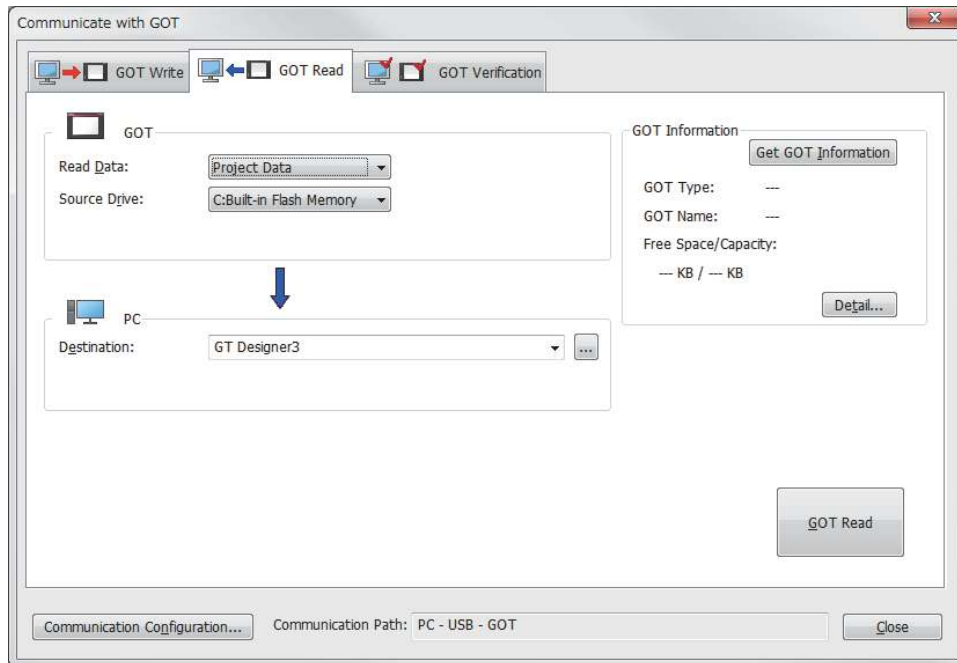 Communicate with GOT
GOT Write
GOT Read
GOT Verification
GOT
Read Data:
Project Data
Source Drive:
C:Built-in Flash Memory
PC
Destination:
GT Designer3
...
GOT Information
Get GOT Information
GOT Type: ---
GOT Name: ---
Free Space/Capacity:
--- KB / --- KB
Detail...
GOT Read
Communication Configuration...
Communication Path: PC - USB - GOT
Close